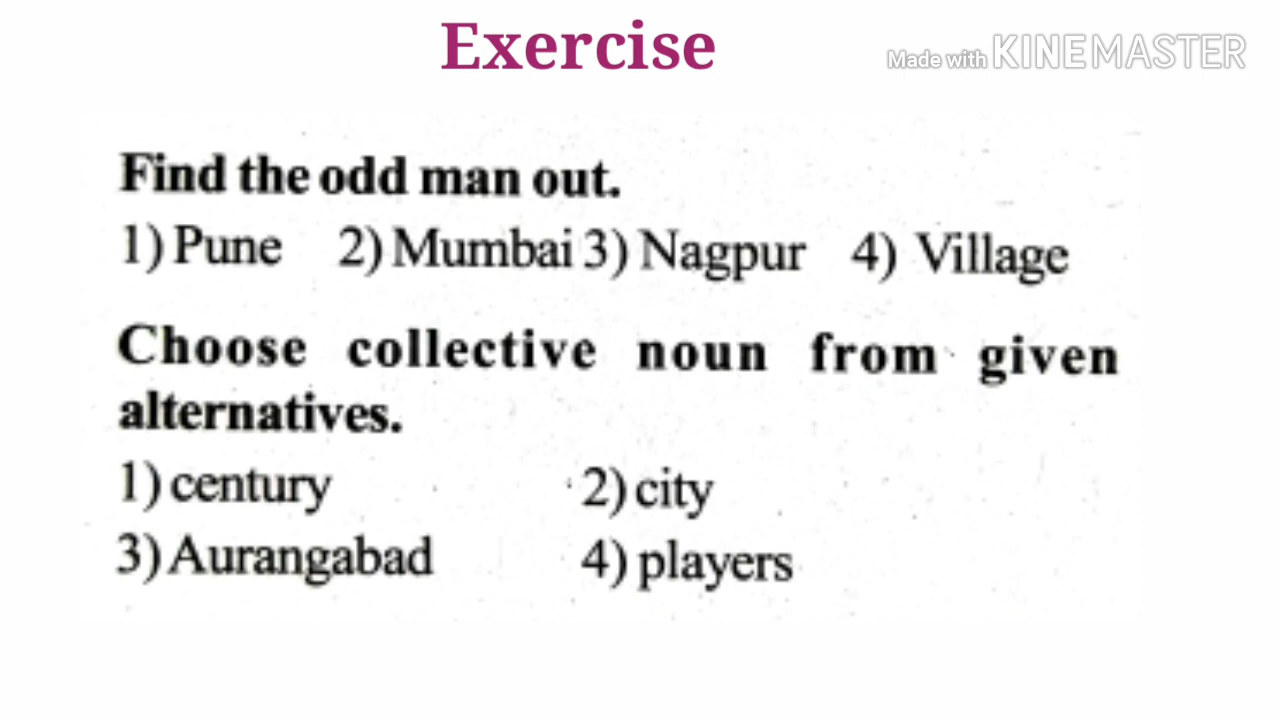 Exercise
Made with KINEMASTER
Find the odd man out.
1) Pune 2) Mumbai 3) Nagpur 4) Village
Choose collective noun from given
alternatives.
1) century 2) city
3) Aurangabad 4) players